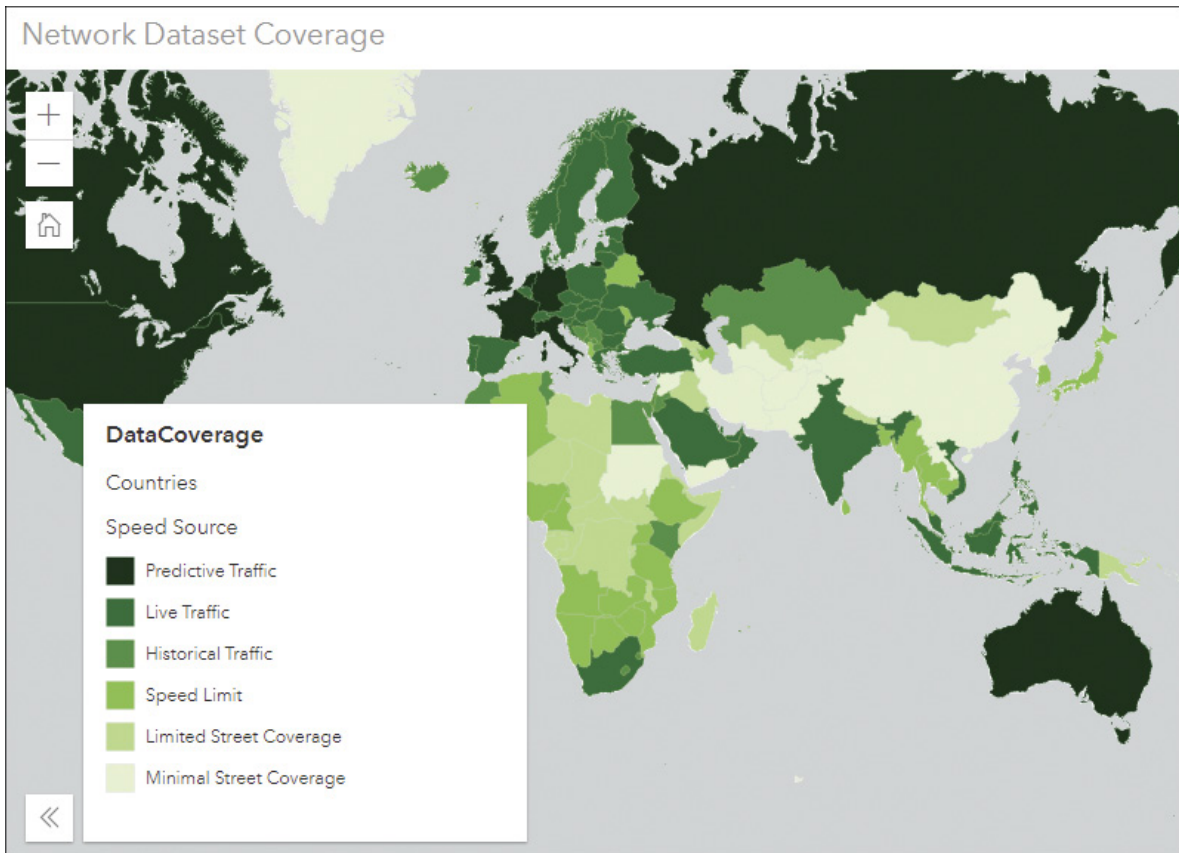 Network Dataset Coverage
DataCoverage
Countries
Speed Source
Predictive Traffic
Live Traffic
Historical Traffic
Speed Limit
Limited Street Coverage
Minimal Street Coverage